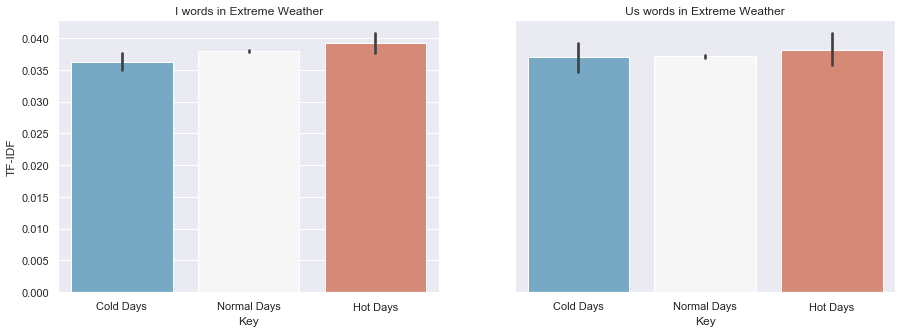 I words in Extreme Weather
Us words in Extreme Weather
TF-IDF
0.040
0.035
0.030
0.025
0.020
0.015
0.010
0.005
0.000
Cold Days Normal Days Hot Days
Key
Cold Days Normal Days Hot Days
Key